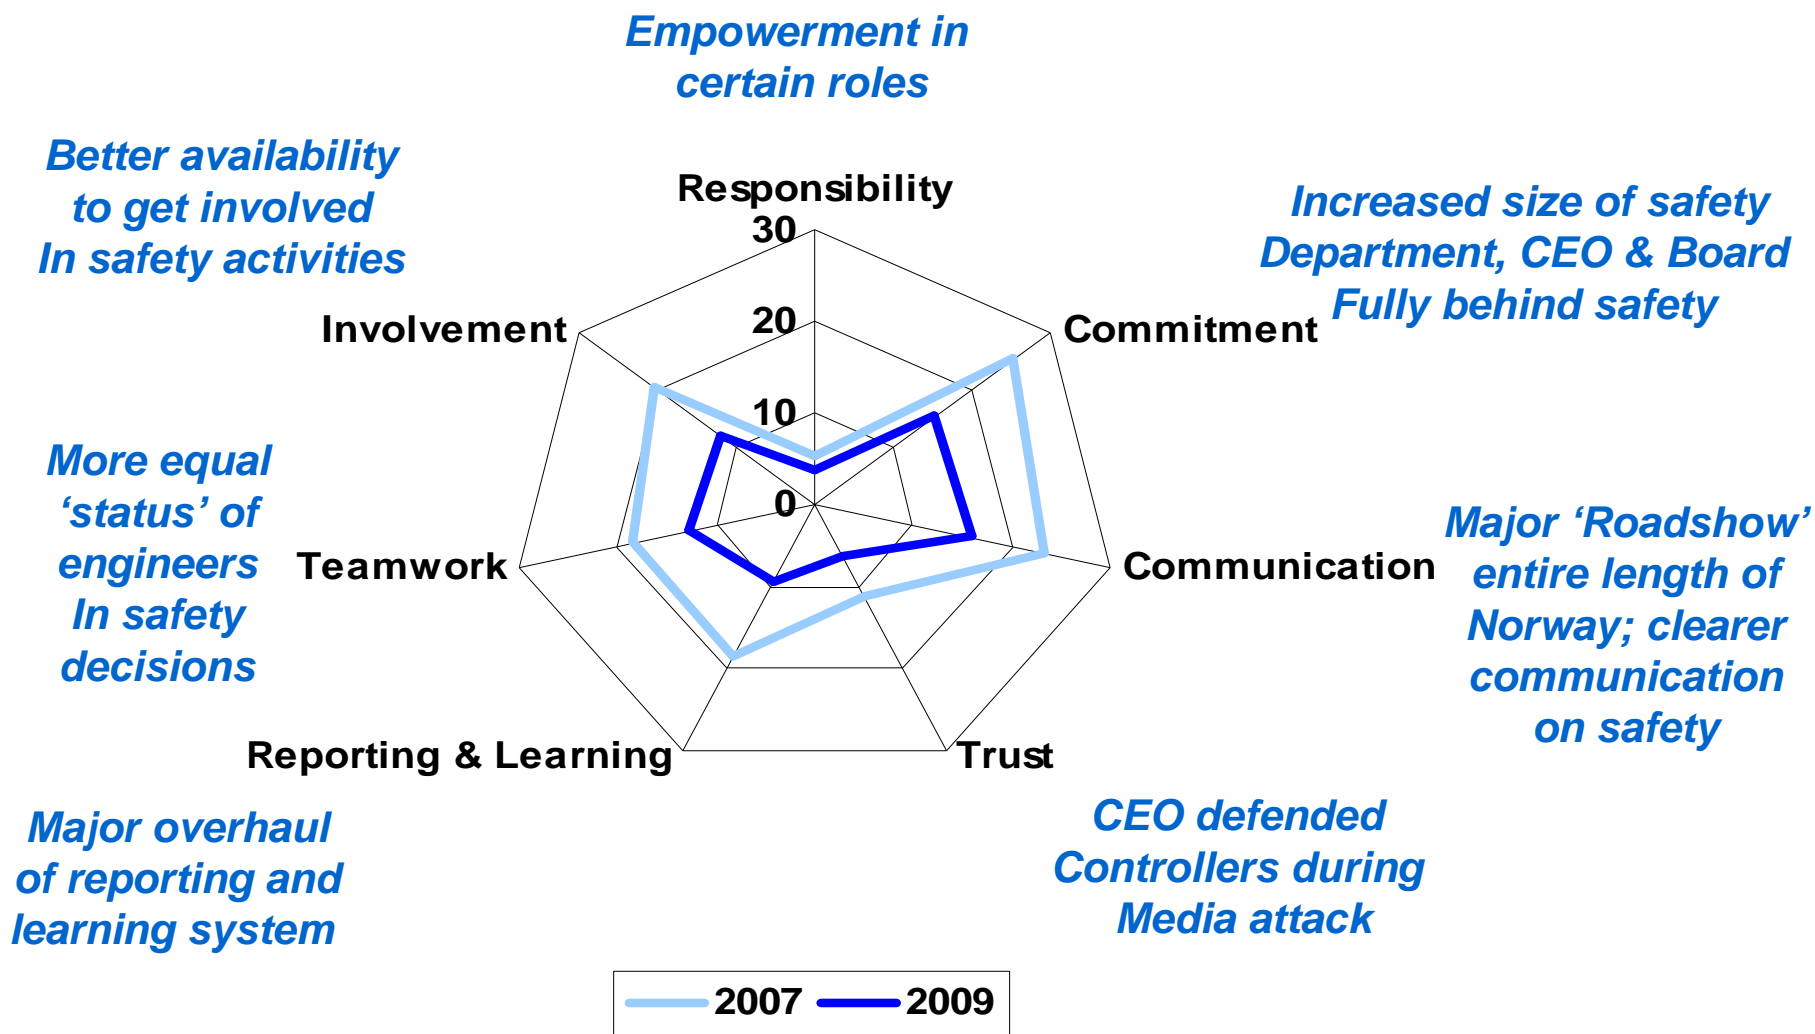 Empowerment in
certain roles
Better availability
to get involved
In safety activities
Responsibility
Increased size of safety
Department, CEO & Board
Fully behind safety
30
20
10
0
Involvement
Commitment
More equal
‘status’ of
engineers
In safety
decisions
Teamwork
Communication
Major ‘Roadshow’
entire length of
Norway; clearer
communication
on safety
Reporting & Learning
Trust
Major overhaul
of reporting and
learning system
CEO defended
Controllers during
Media attack
2007 2009